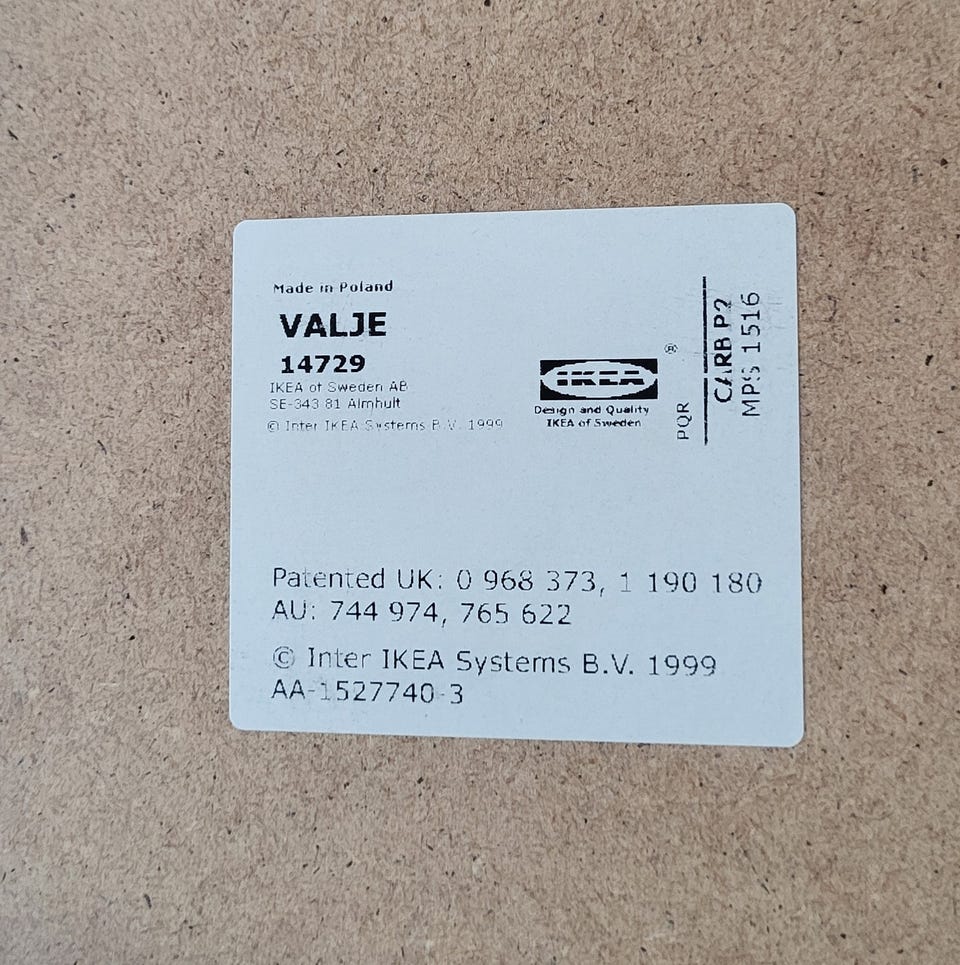 Made in Poland
VALJE
14729
IKEA of Sweden AB
SE-343 81 Älmhult
© Inter IKEA Systems B.V. 1999
IKEA
®
Design and Quality
IKEA of Sweden
PQR
CARB P2
MPS 1516
Patented UK: 0 968 373, 1 190 180
AU: 744 974, 765 622
© Inter IKEA Systems B.V. 1999
AA-1527740-3